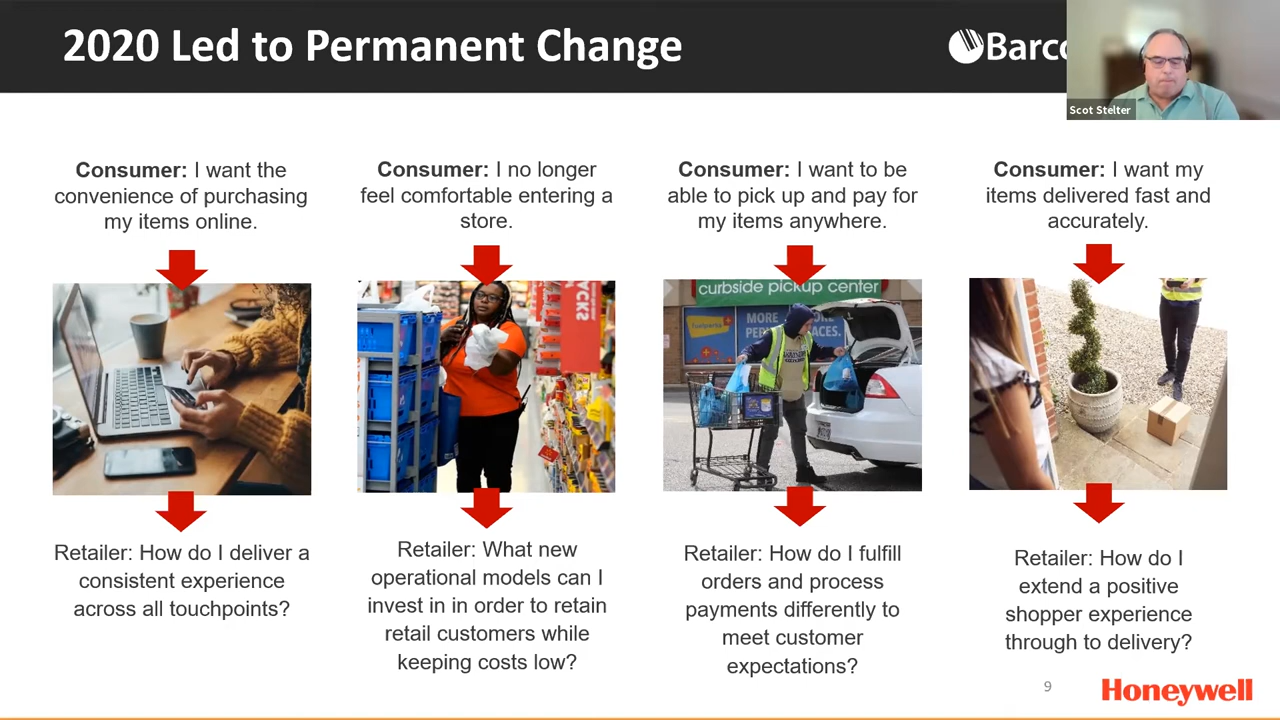 2020 Led to Permanent Change
Barco
Scot Stelter
Consumer: I want the
convenience of purchasing
my items online.
Consumer: I no longer
feel comfortable entering a
store.
Consumer: I want to be
able to pick up and pay for
my items anywhere.
Consumer: I want my
items delivered fast and
accurately.
curbside pickup center
MORE
Retailer: How do I deliver a
consistent experience
across all touchpoints?
Retailer: What new
operational models can I
invest in in order to retain
retail customers while
keeping costs low?
Retailer: How do I fulfill
orders and process
payments differently to
meet customer
expectations?
Retailer: How do I
extend a positive
shopper experience
through to delivery?
9
Honeywell